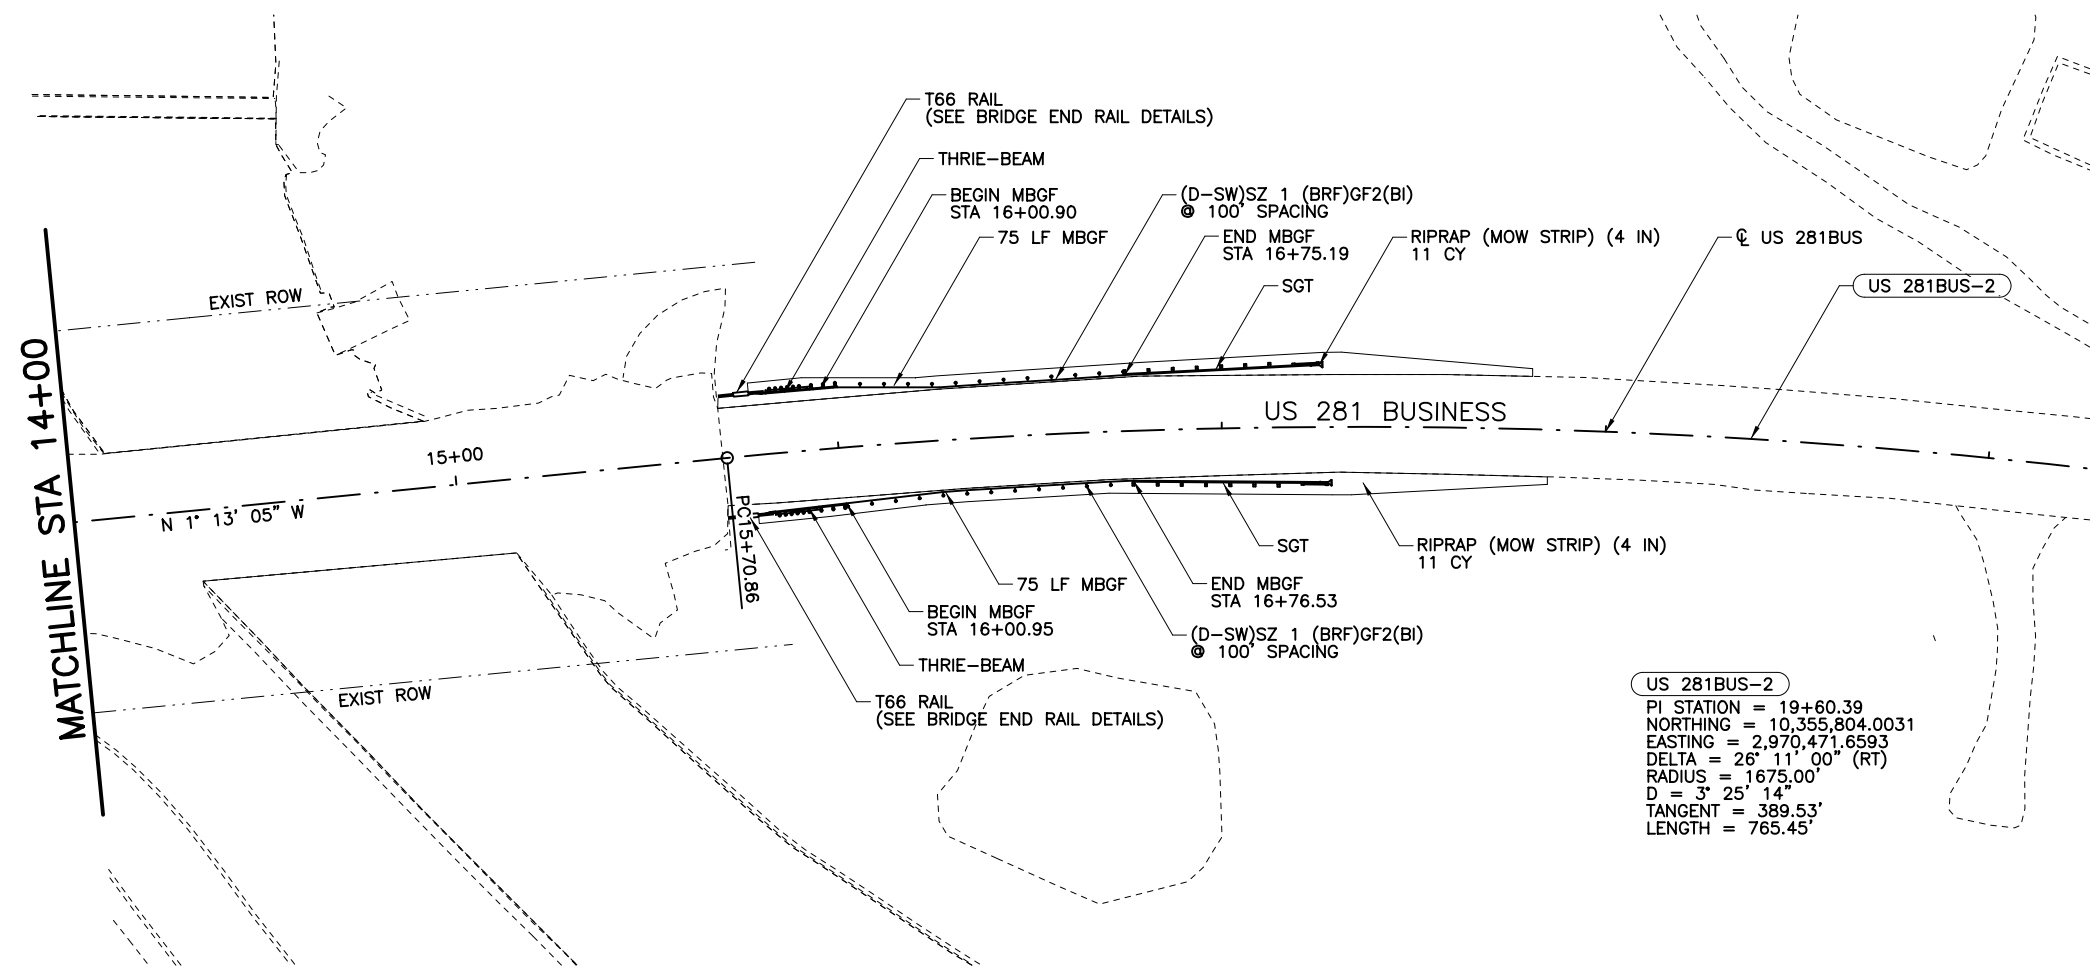 T66 RAIL
(SEE BRIDGE END RAIL DETAILS)
THRIE-BEAM
BEGIN MBGF
STA 16+00.90
75 LF MBGF
(D-SW)SZ 1 (BRF)GF2(BI)
@ 100' SPACING
END MBGF
STA 16+75.19
SGT
RIPRAP (MOW STRIP) (4 IN)
11 CY
℄ US 281BUS
US 281BUS-2
EXIST ROW
MATCHLINE STA 14+00
15+00
N 1° 13' 05" W
US 281 BUSINESS
PC15+70.86
SGT
RIPRAP (MOW STRIP) (4 IN)
11 CY
75 LF MBGF
END MBGF
STA 16+76.53
BEGIN MBGF
STA 16+00.95
(D-SW)SZ 1 (BRF)GF2(BI)
@ 100' SPACING
THRIE-BEAM
EXIST ROW
T66 RAIL
(SEE BRIDGE END RAIL DETAILS)
US 281BUS-2
PI STATION = 19+60.39
NORTHING = 10,355,804.0031
EASTING = 2,970,471.6593
DELTA = 26° 11' 00" (RT)
RADIUS = 1675.00'
D = 3° 25' 14"
TANGENT = 389.53'
LENGTH = 765.45'